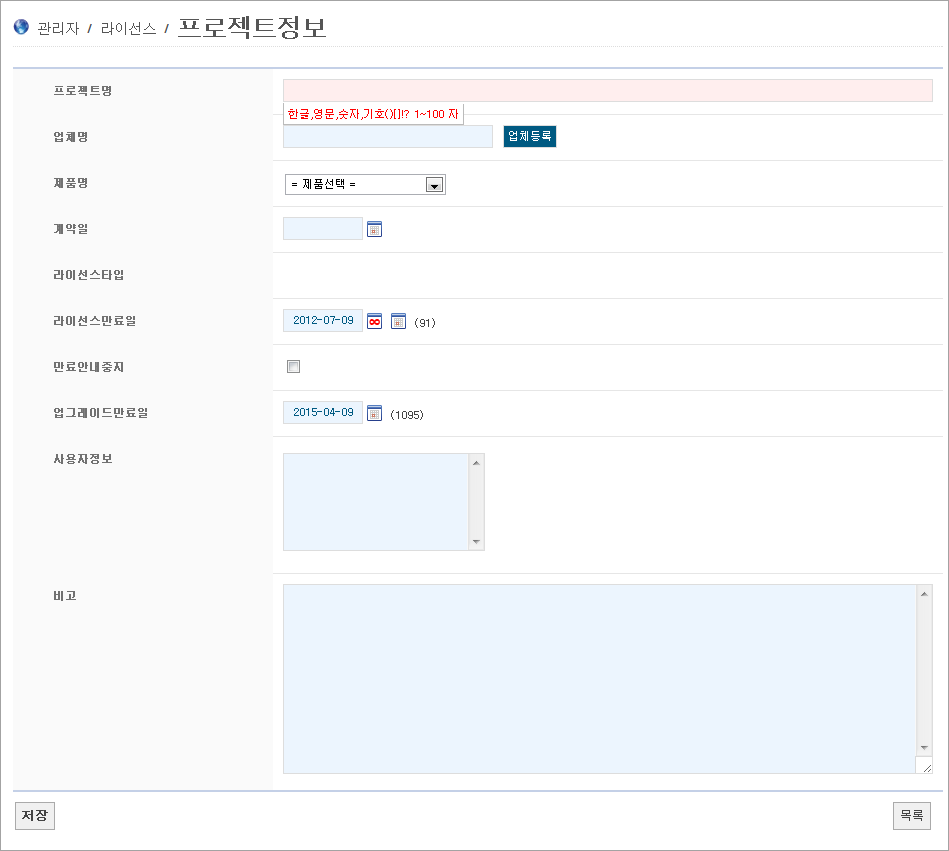 관리자 / 라이선스 / 프로젝트정보
프로젝트명
한글,영문,숫자,기호(){}[]!? 1~100 자
업체명 업체등록
제품명 = 제품선택 =
계약일
라이선스타입
라이선스만료일 2012-07-09 (91)
만료안내중지
업그레이드만료일 2015-04-09 (1095)
사용자정보
비고
저장 목록